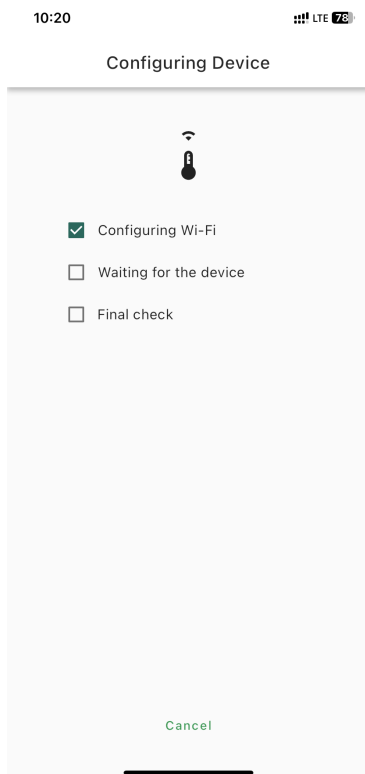 10:20
LTE 78
Configuring Device
Configuring Wi-Fi
Waiting for the device
Final check
Cancel